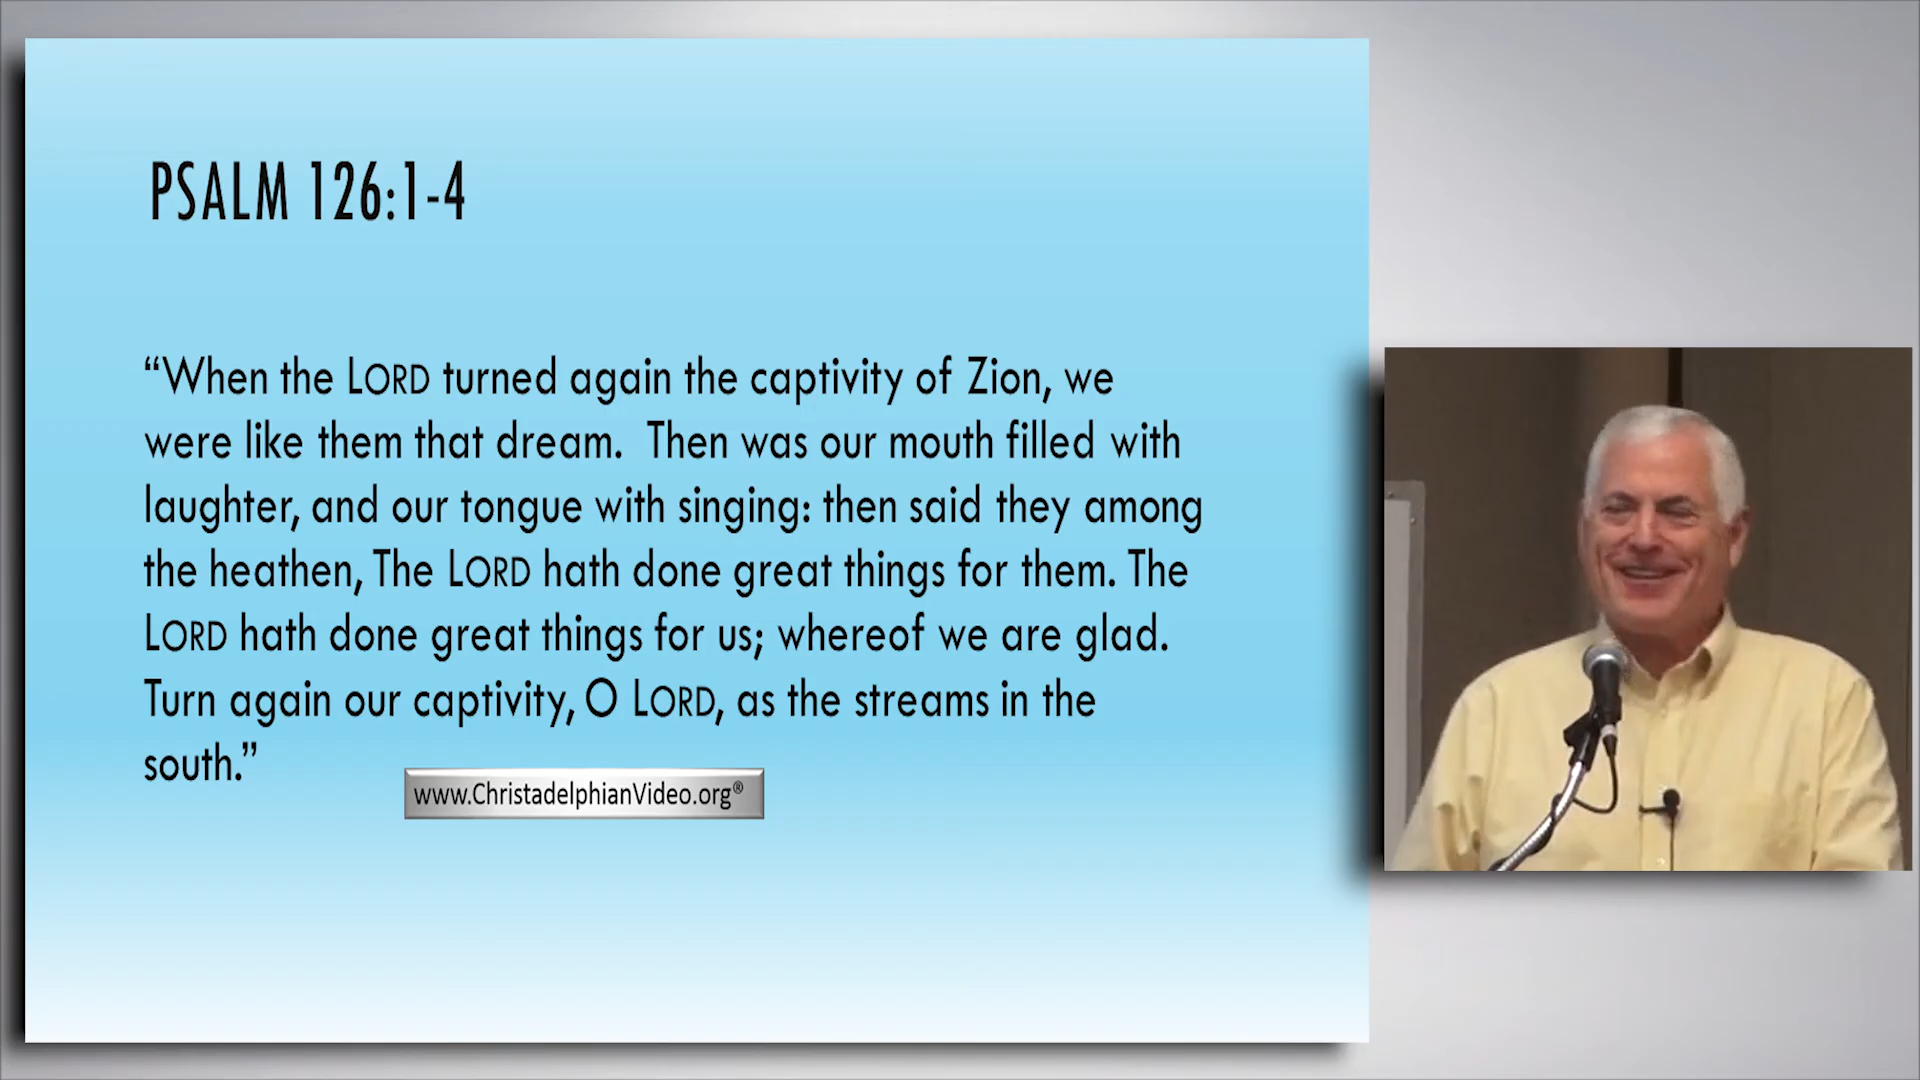 PSALM 126:1-4
“When the LORD turned again the captivity of Zion, we
were like them that dream.  Then was our mouth filled with
laughter, and our tongue with singing: then said they among
the heathen, The LORD hath done great things for them. The
LORD hath done great things for us; whereof we are glad.
Turn again our captivity, O LORD, as the streams in the
south.”
www.ChristadelphianVideo.org®